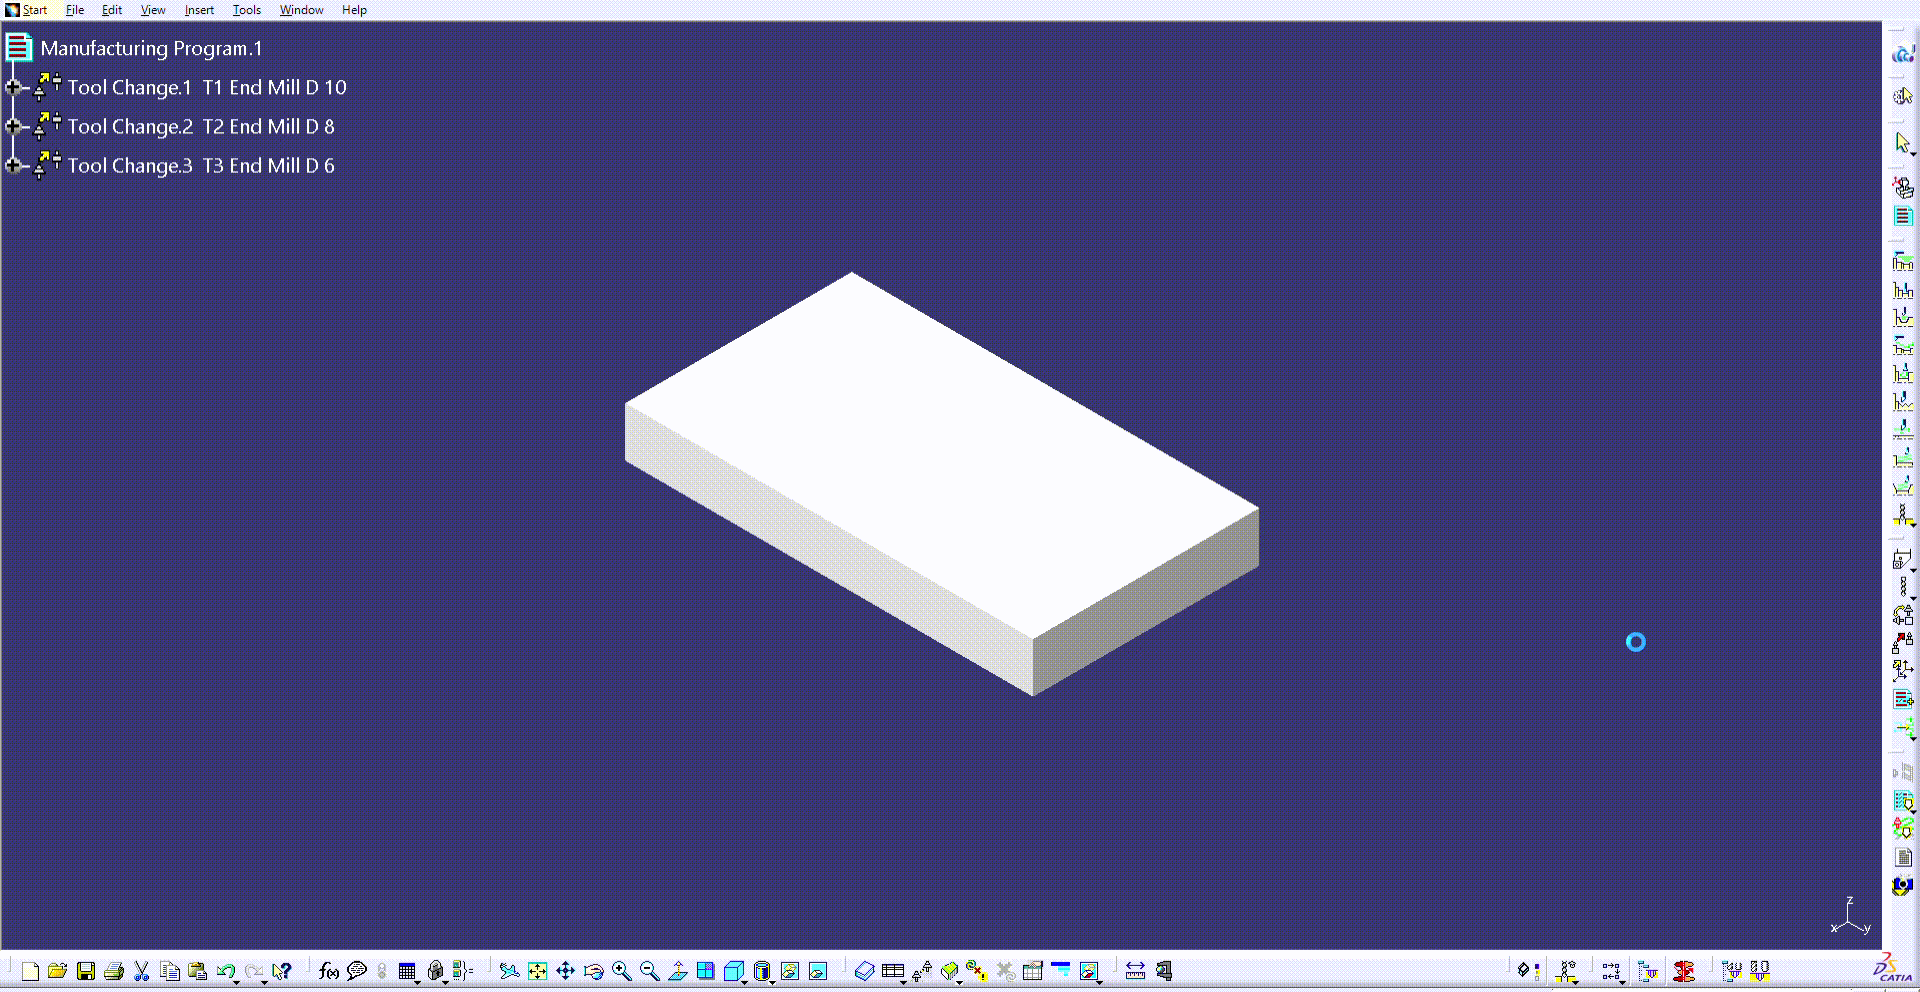 Start File Edit View Insert Tools Window Help
Manufacturing Program.1
Tool Change.1 T1 End Mill D 10
Tool Change.2 T2 End Mill D 8
Tool Change.3 T3 End Mill D 6
z
x y
f(x)
CATIA